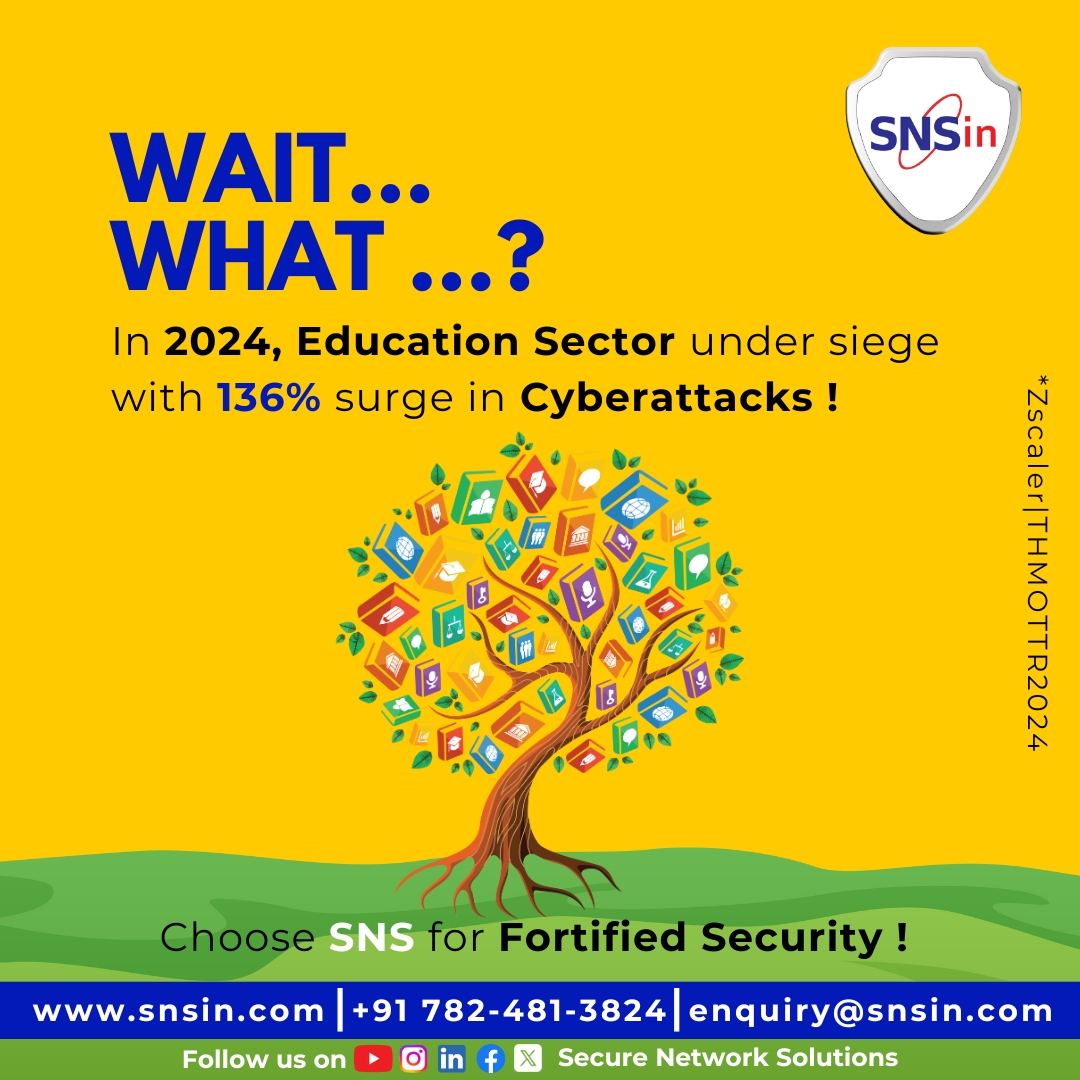 SNSin
WAIT...
WHAT ...?
In 2024, Education Sector under siege
with 136% surge in Cyberattacks !
*Zscaler|THMOTTR2024
Choose SNS for Fortified Security !
www.snsin.com |+91 782-481-3824|enquiry@snsin.com
Follow us on Secure Network Solutions